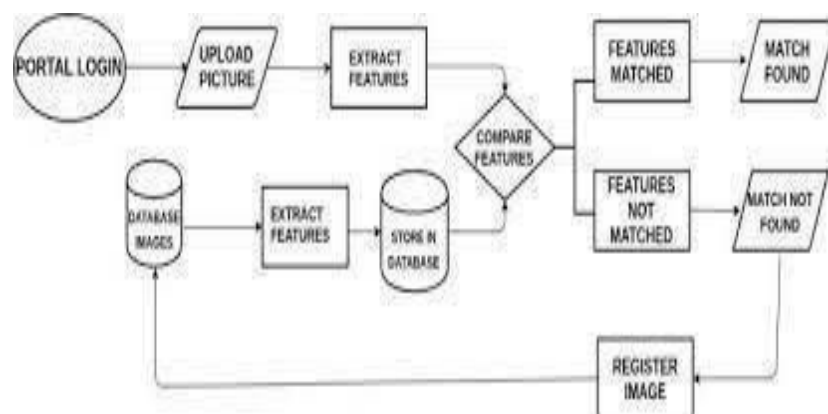 PORTAL LOGIN
UPLOAD
PICTURE
EXTRACT
FEATURES
FEATURES
MATCHED
MATCH
FOUND
COMPARE
FEATURES
DATABASE
IMAGES
EXTRACT
FEATURES
STORE IN
DATABASE
FEATURES
NOT
MATCHED
MATCH NOT
FOUND
REGISTER
IMAGE